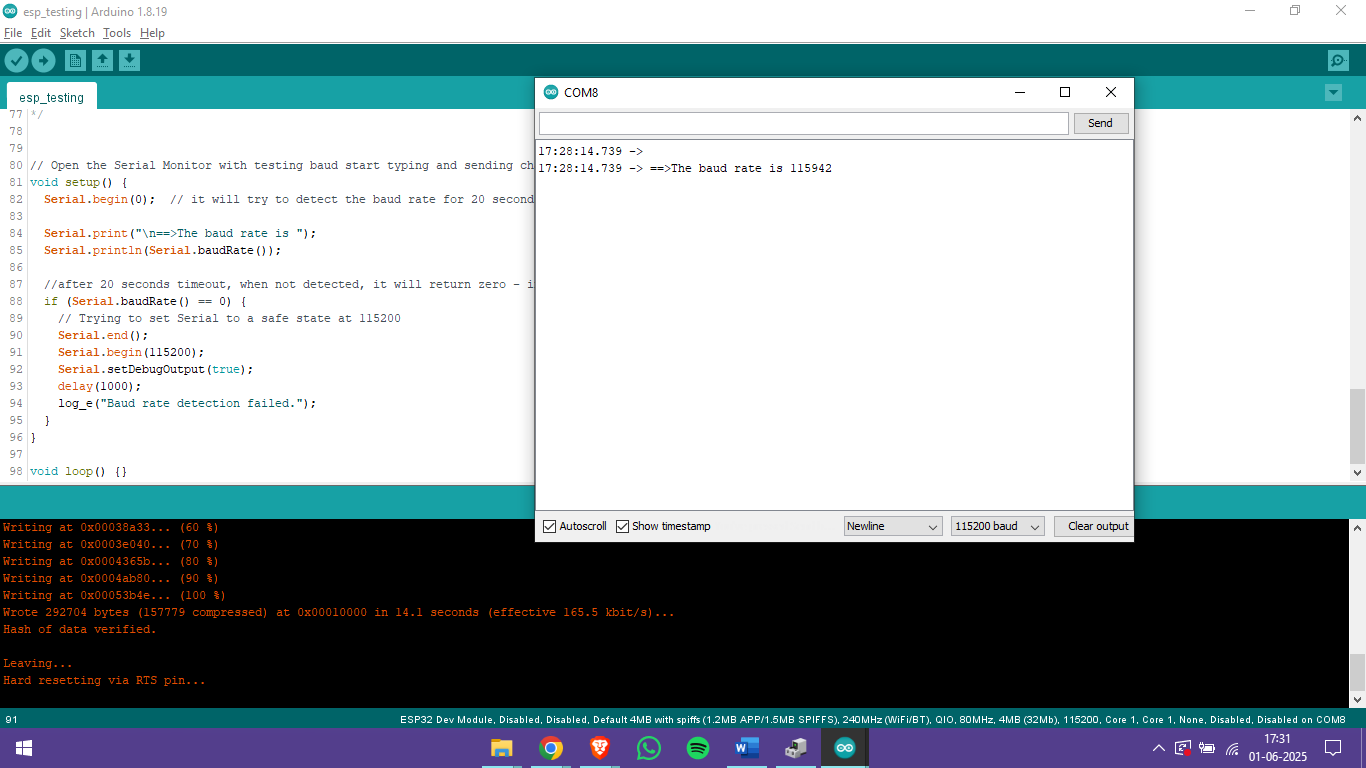 esp_testing | Arduino 1.8.19
File Edit Sketch Tools Help
esp_testing
77 */
78
79
80 // Open the Serial Monitor with testing baud start typing and sending ch
81 void setup() {
82 Serial.begin(0); // it will try to detect the baud rate for 20 second
83
84 Serial.print("\n==>The baud rate is ");
85 Serial.println(Serial.baudRate());
86
87 //after 20 seconds timeout, when not detected, it will return zero - i
88 if (Serial.baudRate() == 0) {
89 // Trying to set Serial to a safe state at 115200
90 Serial.end();
91 Serial.begin(115200);
92 Serial.setDebugOutput(true);
93 delay(1000);
94 log_e("Baud rate detection failed.");
95 }
96 }
97
98 void loop() {}
COM8
Send
17:28:14.739 ->
17:28:14.739 -> ==>The baud rate is 115942
Autoscroll Show timestamp Newline 115200 baud Clear output
Writing at 0x00038a33... (60 %)
Writing at 0x0003e040... (70 %)
Writing at 0x0004365b... (80 %)
Writing at 0x0004ab80... (90 %)
Writing at 0x00053b4e... (100 %)
Wrote 292704 bytes (157779 compressed) at 0x00010000 in 14.1 seconds (effective 165.5 kbit/s)...
Hash of data verified.
Leaving...
Hard resetting via RTS pin...
91 ESP32 Dev Module, Disabled, Disabled, Default 4MB with spiffs (1.2MB APP/1.5MB SPIFFS), 240MHz (WiFi/BT), QIO, 80MHz, 4MB (32Mb), 115200, Core 1, Core 1, None, Disabled, Disabled on COM8
17:31
01-06-2025